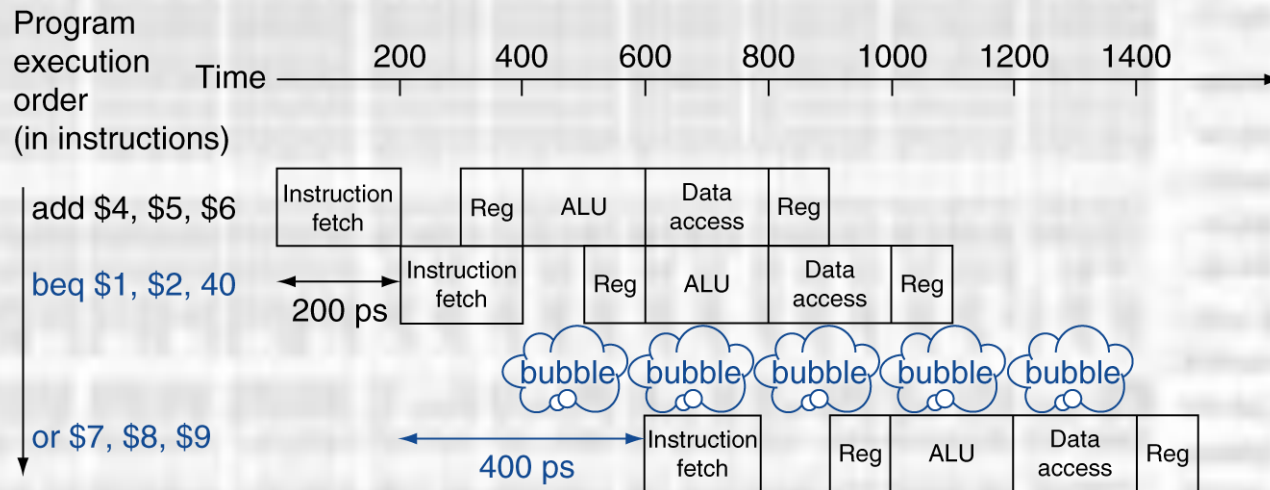 Program
execution
order
(in instructions)
Time
200 400 600 800 1000 1200 1400
add $4, $5, $6
Instruction
fetch
Reg
ALU
Data
access
Reg
beq $1, $2, 40
200 ps
Instruction
fetch
Reg
ALU
Data
access
Reg
bubble bubble bubble bubble bubble
or $7, $8, $9
400 ps
Instruction
fetch
Reg
ALU
Data
access
Reg